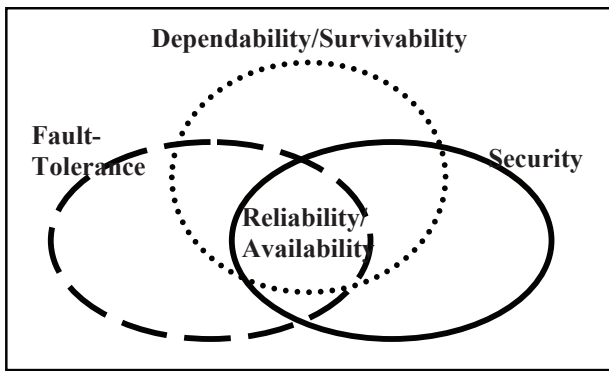 Dependability/Survivability
Fault-
Tolerance
Security
Reliability/
Availability